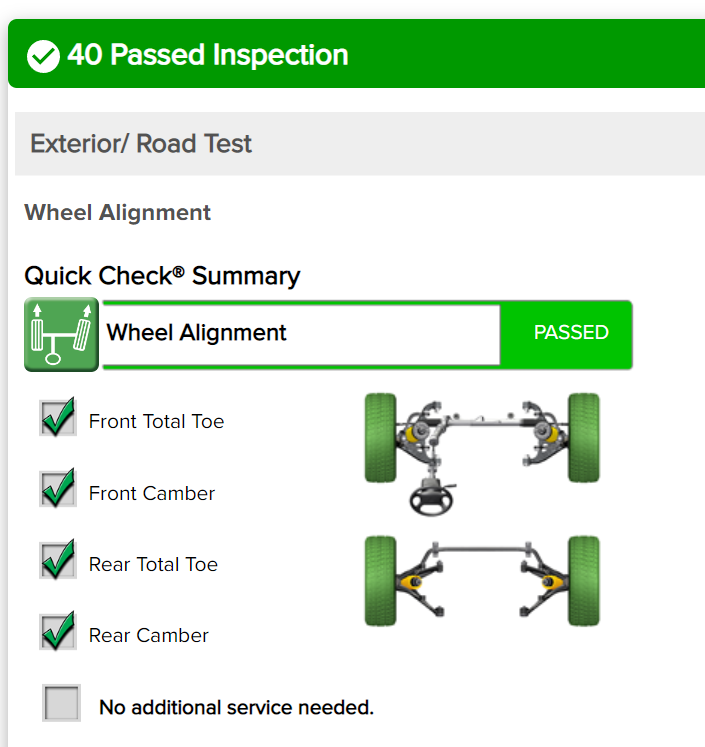 40 Passed Inspection
Exterior/ Road Test
Wheel Alignment
Quick Check® Summary
Wheel Alignment PASSED
Front Total Toe
Front Camber
Rear Total Toe
Rear Camber
No additional service needed.